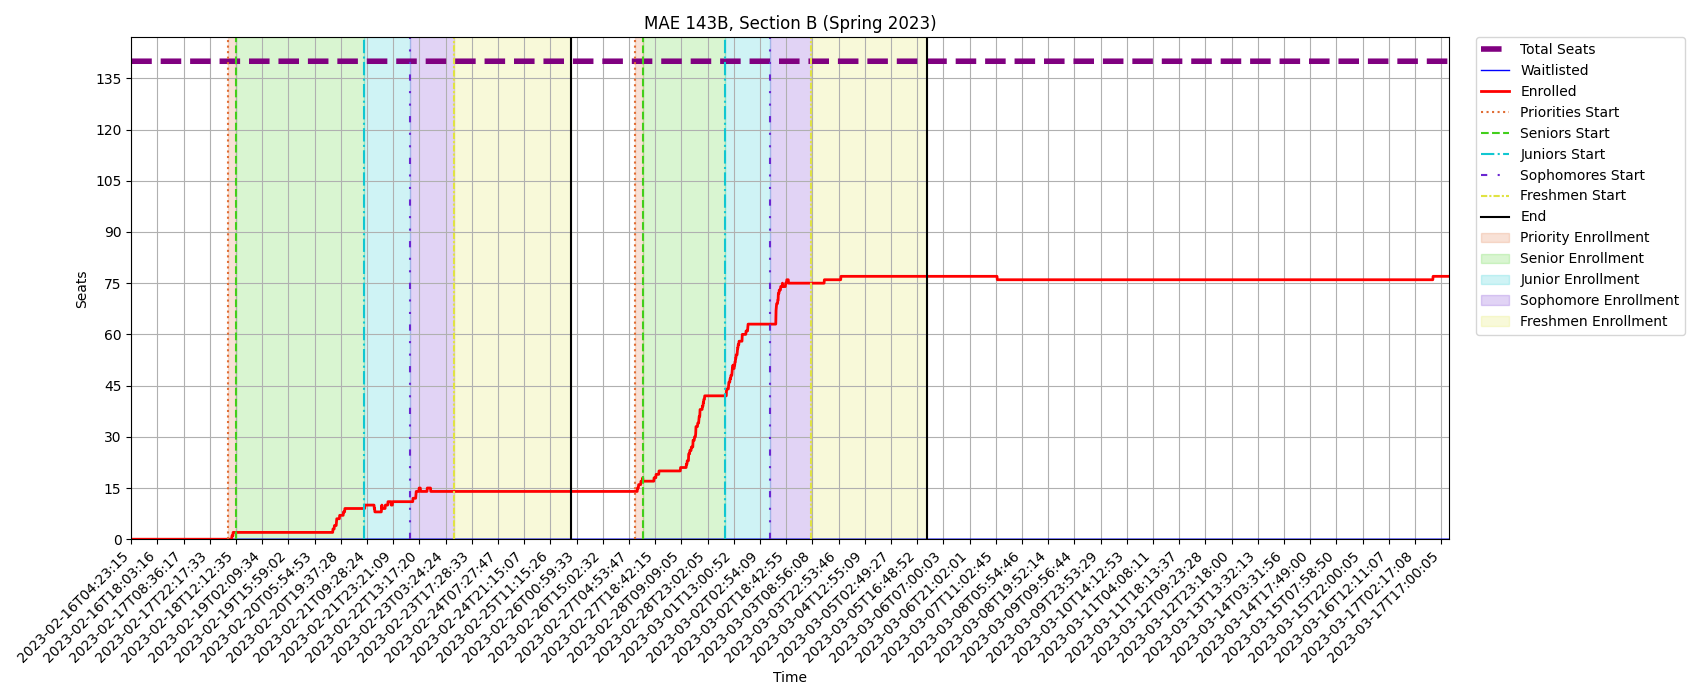 MAE 143B, Section B (Spring 2023)
Seats
135
120
105
90
75
60
45
30
15
0
2023-02-16T04:23:15
2023-02-16T18:03:16
2023-02-17T08:36:17
2023-02-17T22:17:33
2023-02-18T12:12:35
2023-02-19T02:09:34
2023-02-19T15:59:02
2023-02-20T05:54:53
2023-02-20T19:37:28
2023-02-21T09:28:24
2023-02-21T23:21:09
2023-02-22T13:17:20
2023-02-23T03:24:24
2023-02-23T17:28:33
2023-02-24T07:27:47
2023-02-24T21:15:07
2023-02-25T11:15:26
2023-02-26T00:59:33
2023-02-26T15:02:32
2023-02-27T04:53:47
2023-02-27T18:42:15
2023-02-28T09:09:05
2023-02-28T23:02:05
2023-03-01T13:00:52
2023-03-02T02:54:09
2023-03-02T18:42:55
2023-03-03T08:56:08
2023-03-04T12:53:46
2023-03-04T12:55:09
2023-03-05T02:49:27
2023-03-05T16:48:52
2023-03-06T07:00:03
2023-03-06T21:02:01
2023-03-07T11:02:45
2023-03-08T05:54:46
2023-03-08T19:52:14
2023-03-09T09:56:44
2023-03-09T23:53:29
2023-03-10T14:12:53
2023-03-11T04:08:11
2023-03-11T18:13:37
2023-03-12T09:23:28
2023-03-12T23:18:00
2023-03-13T13:32:13
2023-03-14T03:31:56
2023-03-14T17:49:00
2023-03-15T07:58:50
2023-03-15T22:00:05
2023-03-16T12:11:07
2023-03-17T02:17:08
2023-03-17T17:00:05
Time
Total Seats
Waitlisted
Enrolled
Priorities Start
Seniors Start
Juniors Start
Sophomores Start
Freshmen Start
End
Priority Enrollment
Senior Enrollment
Junior Enrollment
Sophomore Enrollment
Freshmen Enrollment